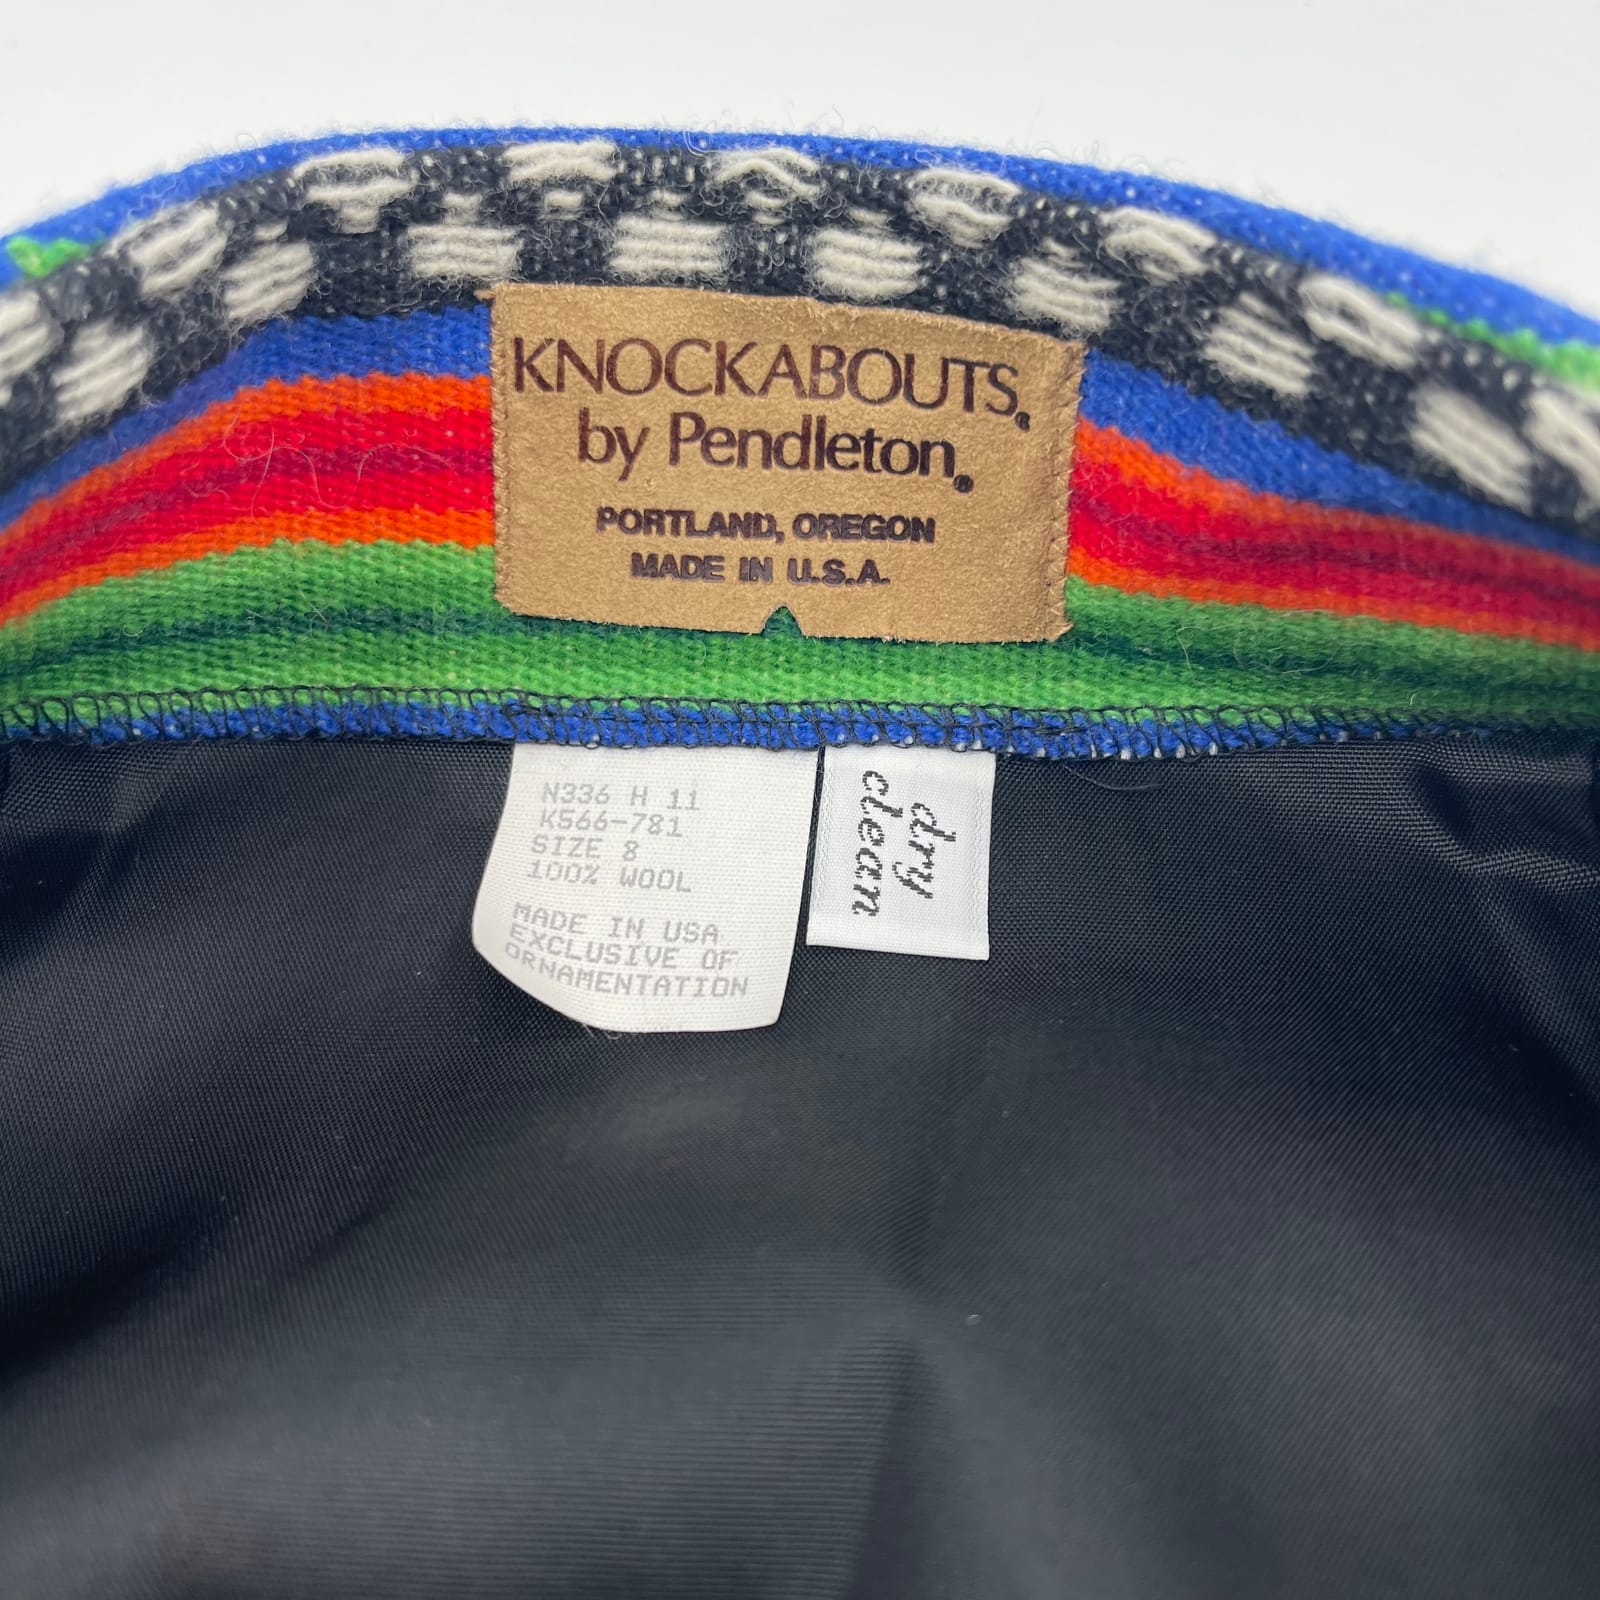 KNOCKABOUTS®
by Pendleton®
PORTLAND, OREGON
MADE IN U.S.A.
N336 H 11
K566-781
SIZE 8
100% WOOL
MADE IN USA
EXCLUSIVE OF
ORNAMENTATION
dry
clean